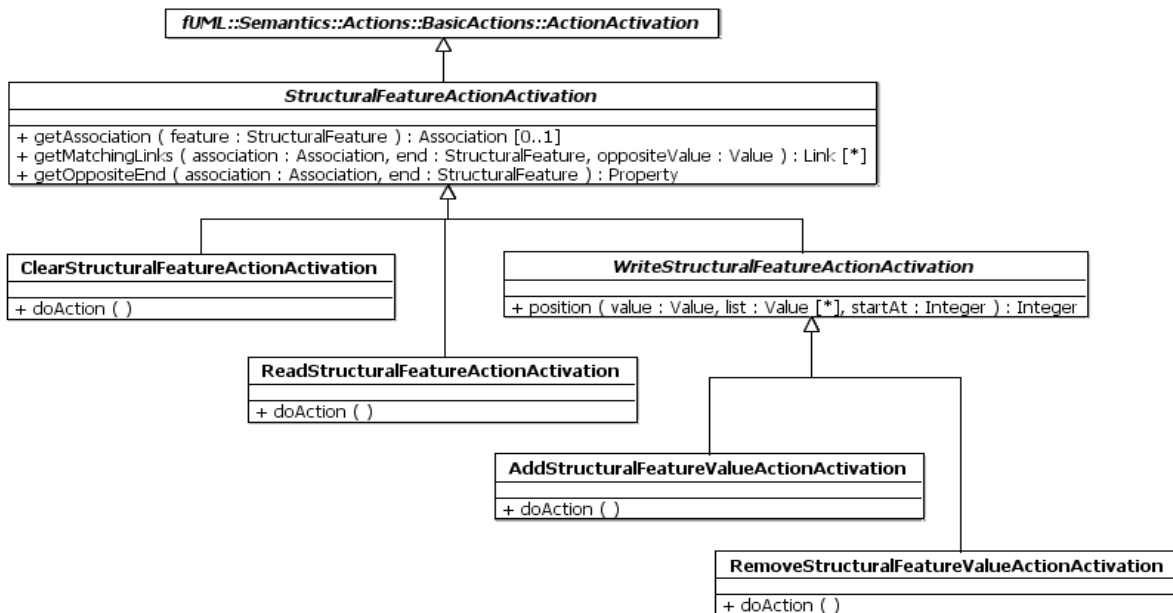 fUML::Semantics::Actions::BasicActions::ActionActivation
StructuralFeatureActionActivation
+ getAssociation ( feature : StructuralFeature ) : Association [0..1]
+ getMatchingLinks ( association : Association, end : StructuralFeature, oppositeValue : Value ) : Link [*]
+ getOppositeEnd ( association : Association, end : StructuralFeature ) : Property
ClearStructuralFeatureActionActivation
+ doAction ( )
WriteStructuralFeatureActionActivation
+ position ( value : Value, list : Value [*], startAt : Integer ) : Integer
ReadStructuralFeatureActionActivation
+ doAction ( )
AddStructuralFeatureValueActionActivation
+ doAction ( )
RemoveStructuralFeatureValueActionActivation
+ doAction ( )